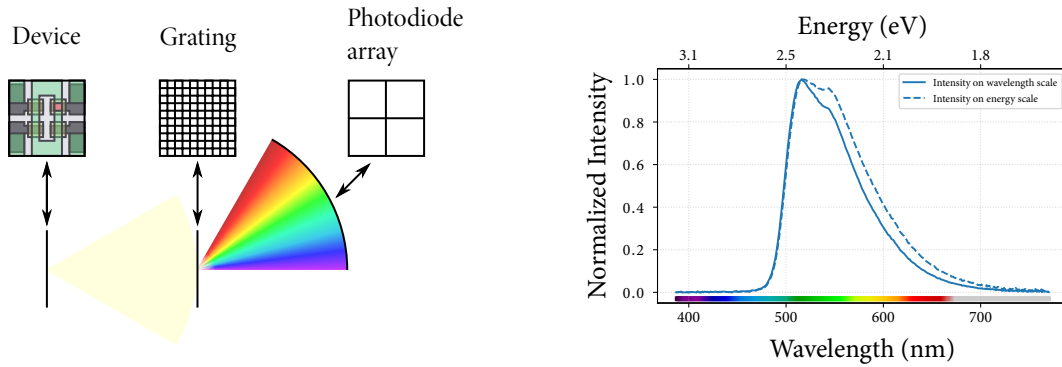 Device
Grating
Photodiode
array
Energy (eV)
3.1 2.5 2.1 1.8
Normalized Intensity
1.0
0.8
0.6
0.4
0.2
0.0
Intensity on wavelength scale
Intensity on energy scale
400 500 600 700
Wavelength (nm)